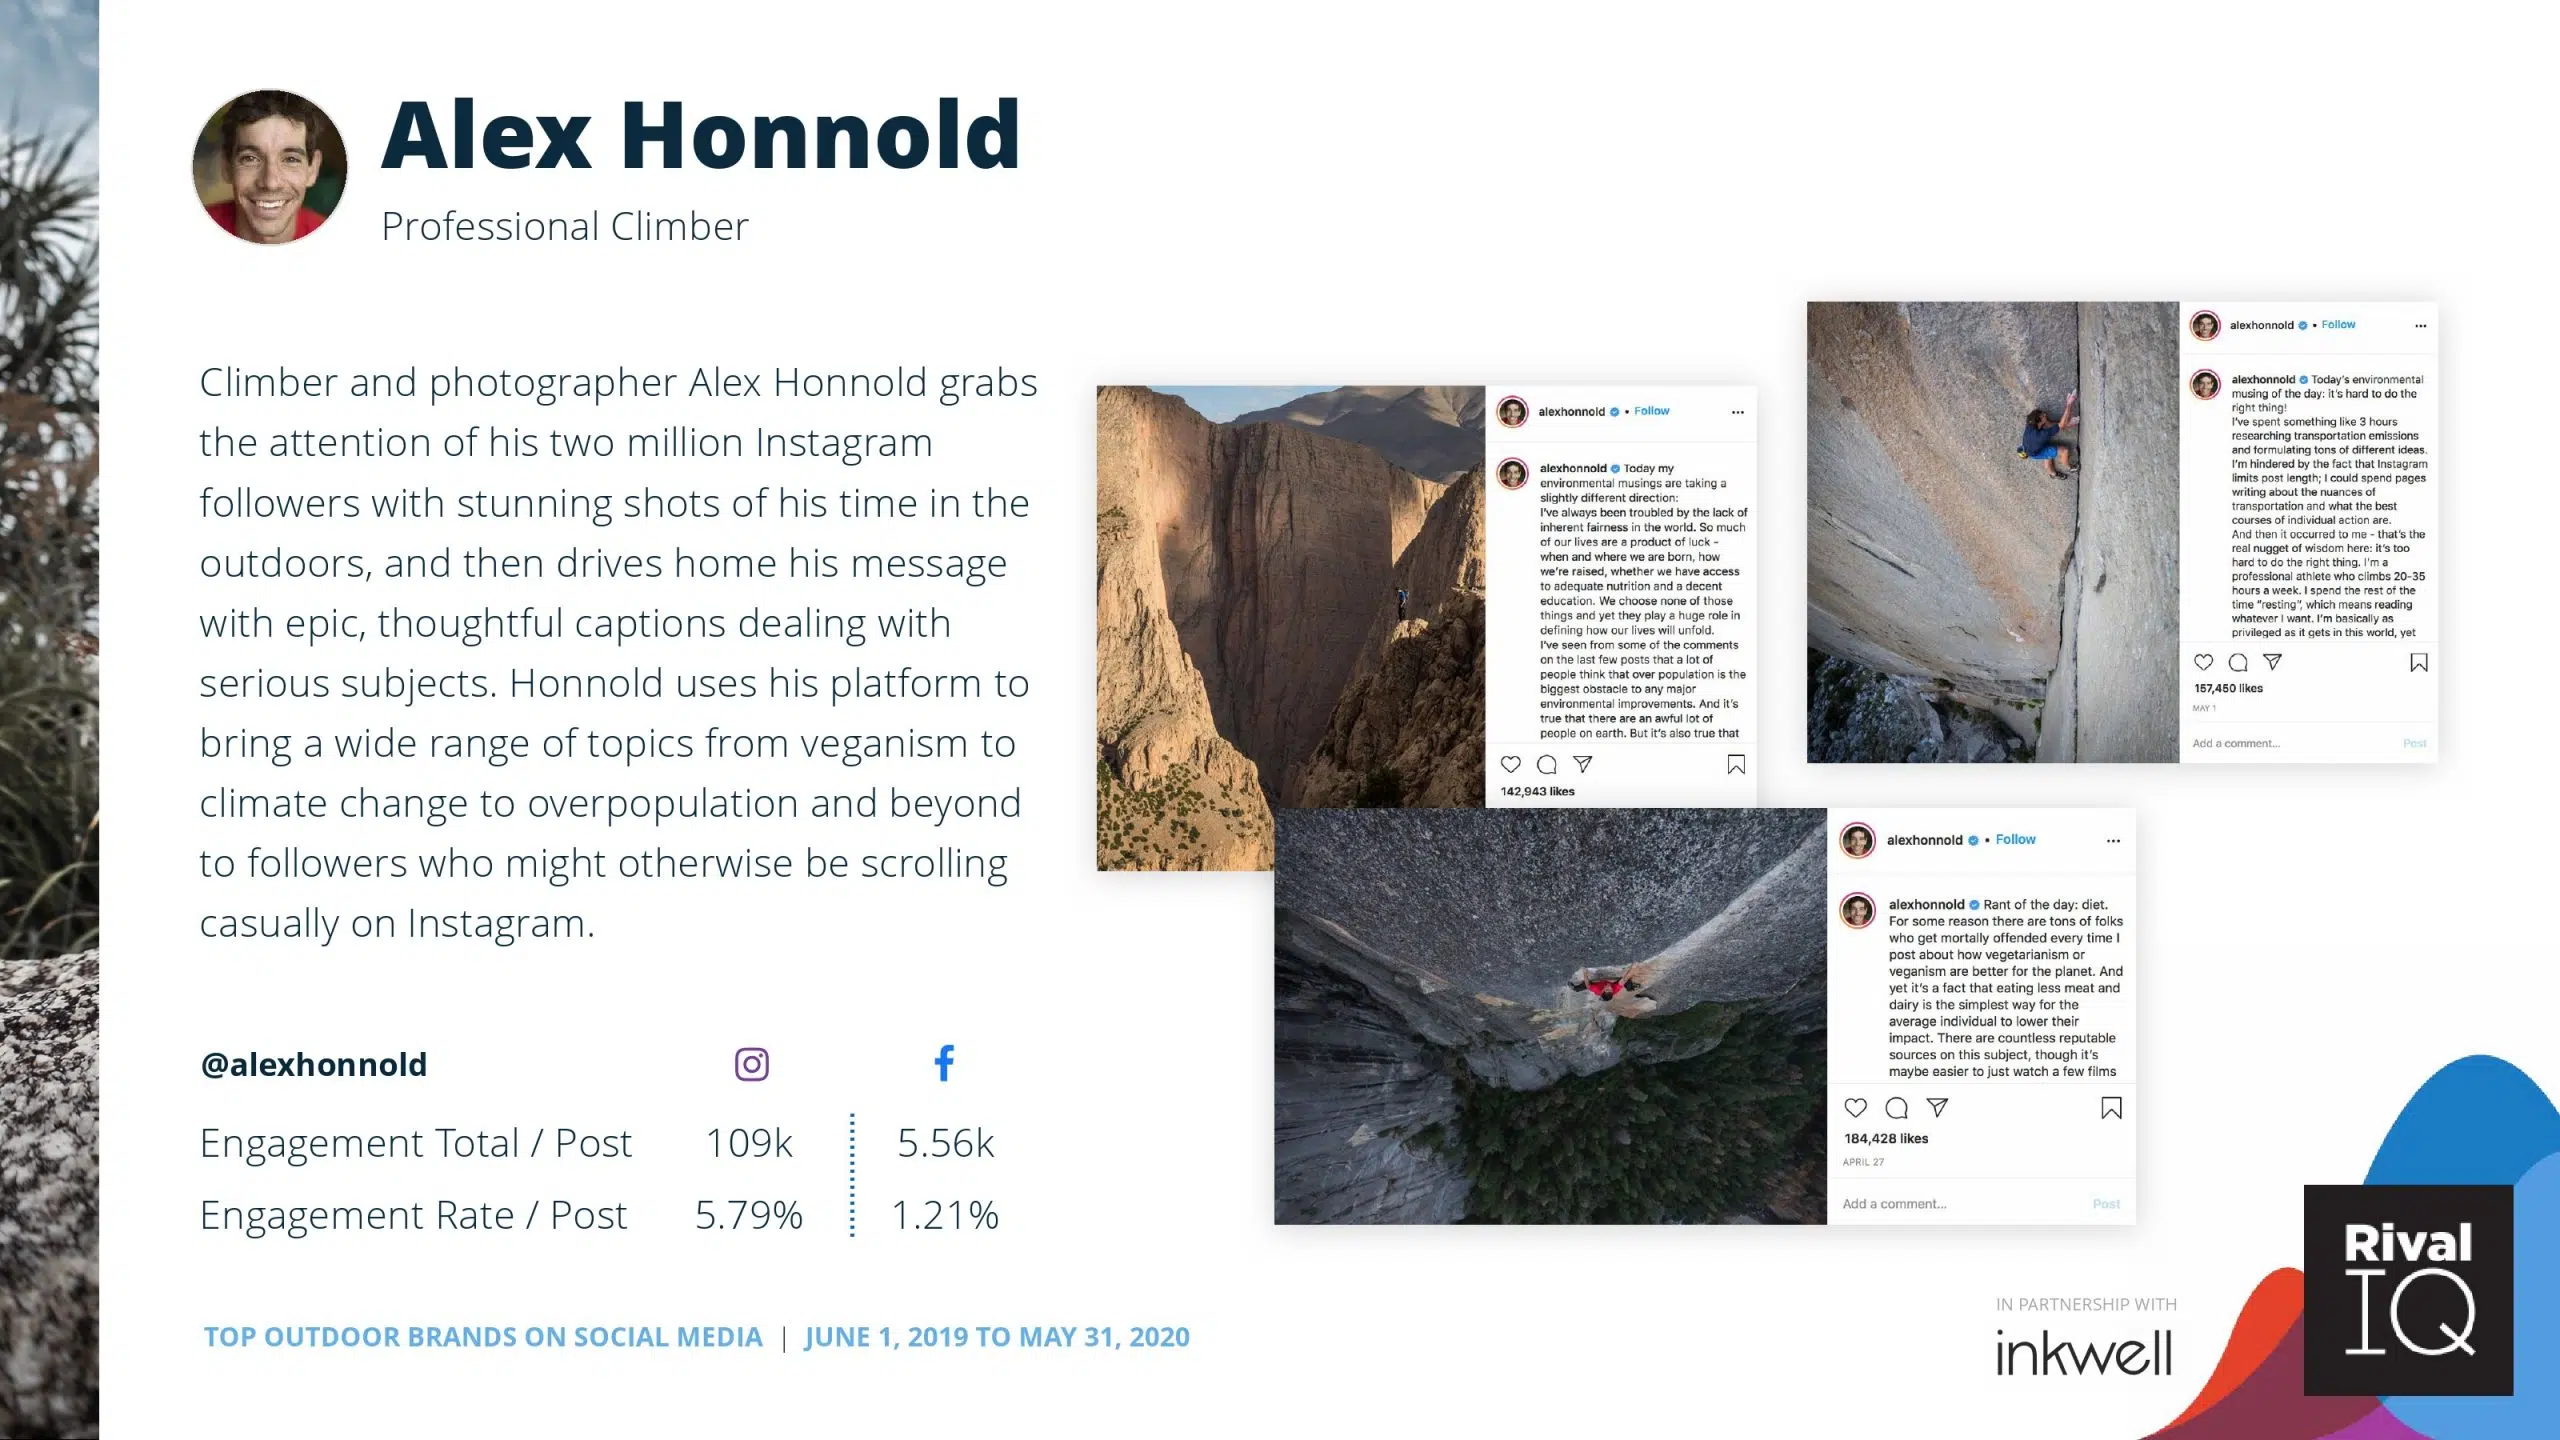 Alex Honnold
Professional Climber
Climber and photographer Alex Honnold grabs
the attention of his two million Instagram
followers with stunning shots of his time in the
outdoors, and then drives home his message
with epic, thoughtful captions dealing with
serious subjects. Honnold uses his platform to
bring a wide range of topics from veganism to
climate change to overpopulation and beyond
to followers who might otherwise be scrolling
casually on Instagram.
@alexhonnold
Engagement Total / Post 109k 5.56k
Engagement Rate / Post 5.79% 1.21%
TOP OUTDOOR BRANDS ON SOCIAL MEDIA | JUNE 1, 2019 TO MAY 31, 2020
alexhonnold • Follow
alexhonnold Today my
environmental musings are taking a
slightly different direction:
I've always been troubled by the lack of
inherent fairness in the world. So much
of our lives are a product of luck -
when and where we are born, how
we're raised, whether we have access
to adequate nutrition and a decent
education. We choose none of those
things and yet they play a huge role in
defining how our lives will unfold.
I've seen from some of the comments
on the last few posts that a lot of
people think that over population is the
biggest obstacle to any major
environmental improvements. And it's
true that there are an awful lot of
people on earth. But it's also true that
142,943 likes
alexhonnold • Follow
alexhonnold Today's environmental
musing of the day: it's hard to do the
right thing!
I've spent something like 3 hours
researching transportation emissions
and formulating tons of different ideas.
I'm hindered by the fact that Instagram
limits post length; I could spend pages
writing about the nuances of
transportation and what the best
courses of individual action are.
And then it occurred to me - that's the
real nugget of wisdom here: it's too
hard to do the right thing. I'm a
professional athlete who climbs 20-35
hours a week. I spend the rest of the
time "resting", which means reading
whatever I want. I'm basically as
privileged as it gets in this world, yet
157,450 likes
MAY 1
Add a comment... Post
alexhonnold • Follow
alexhonnold Rant of the day: diet.
For some reason there are tons of folks
who get mortally offended every time I
post about how vegetarianism or
veganism are better for the planet. And
yet it's a fact that eating less meat and
dairy is the simplest way for the
average individual to lower their
impact. There are countless reputable
sources on this subject, though it's
maybe easier to just watch a few films
184,428 likes
APRIL 27
Add a comment... Post
IN PARTNERSHIP WITH
inkwell
Rival
IQ